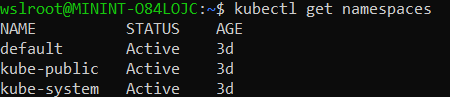 wslroot@MININT-O84LOJC:~$ kubectl get namespaces
NAME STATUS AGE
default Active 3d
kube-public Active 3d
kube-system Active 3d